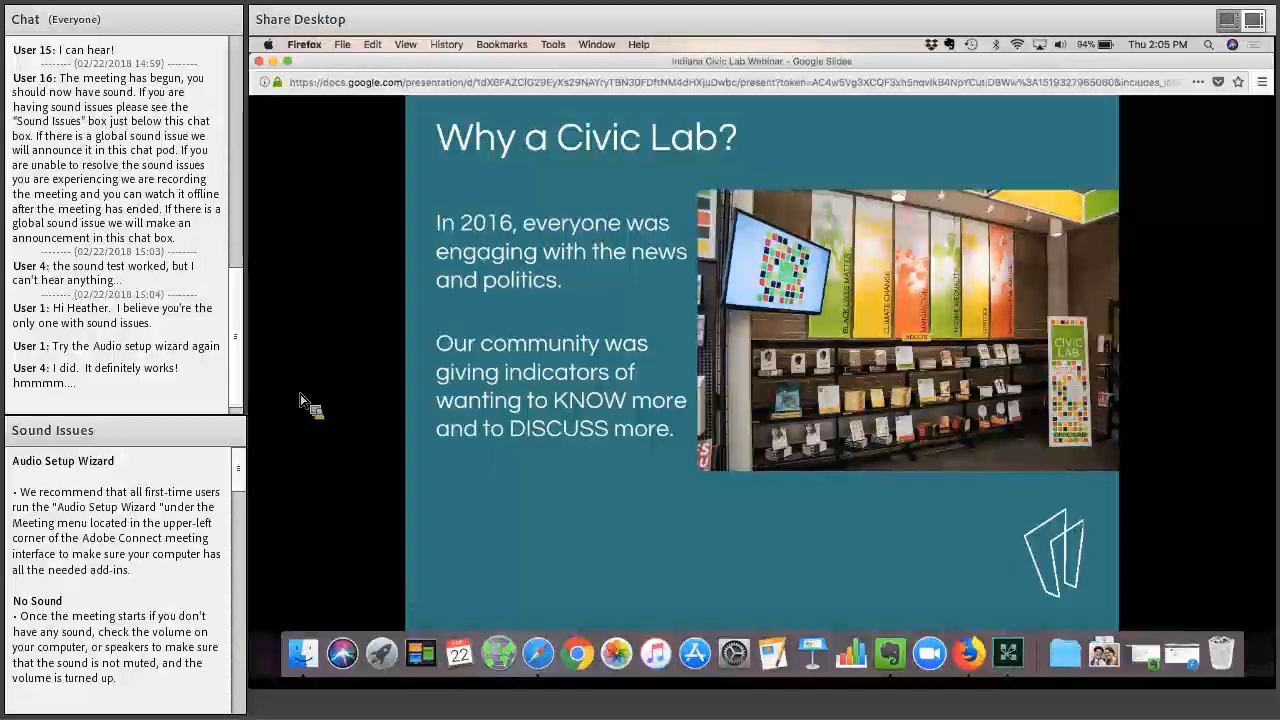 Chat (Everyone)
User 15: I can hear!
-------- (02/22/2018 14:59) --------
User 16: The meeting has begun, you
should now have sound. If you are
having sound issues please see the
"Sound Issues" box just below this chat
box. If there is a global sound issue we
will announce it in this chat pod. If you
are unable to resolve the sound issues
you are experiencing we are recording
the meeting and you can watch it offline
after the meeting has ended. If there is a
global sound issue we will make an
announcement in this chat box.
-------- (02/22/2018 15:03) --------
User 4: the sound test worked, but I
can't hear anything...
-------- (02/22/2018 15:04) --------
User 1: Hi Heather. I believe you're the
only one with sound issues.
User 1: Try the Audio setup wizard again
User 4: I did. It definitely works!
hmmmm....
Sound Issues
Audio Setup Wizard
• We recommend that all first-time users
run the "Audio Setup Wizard "under the
Meeting menu located in the upper-left
corner of the Adobe Connect meeting
interface to make sure your computer has
all the needed add-ins.
No Sound
• Once the meeting starts if you don't
have any sound, check the volume on
your computer, or speakers to make sure
that the sound is not muted, and the
volume is turned up.
Share Desktop
Firefox File Edit View History Bookmarks Tools Window Help 94% Thu 2:05 PM
Indiana Civic Lab Webinar - Google Slides
https://docs.google.com/presentation/d/
Why a Civic Lab?
In 2016, everyone was
engaging with the news
and politics.
Our community was
giving indicators of
wanting to KNOW more
and to DISCUSS more.
BLACK LIVES MATTER
CLIMATE CHANGE
IMMIGRATION
INCOME INEQUALITY
CIVIC
LAB
22